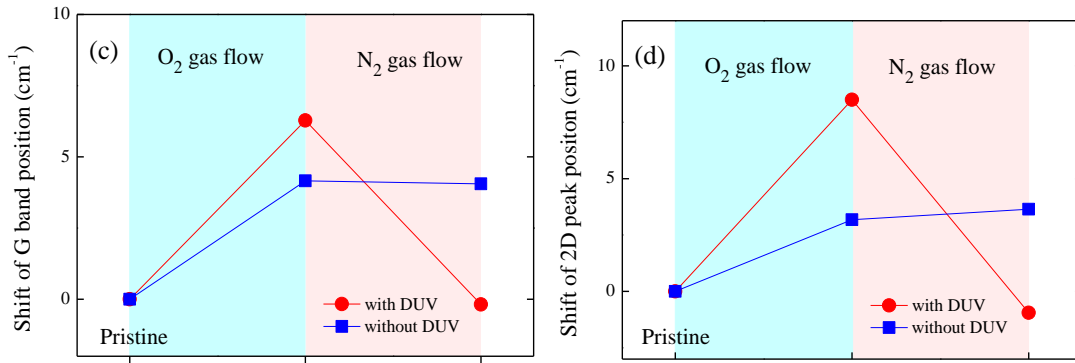 10
5
0
Shift of G band position (cm⁻¹)
(c)
O₂ gas flow
N₂ gas flow
with DUV
without DUV
Pristine
10
5
0
Shift of 2D peak position (cm⁻¹)
(d)
O₂ gas flow
N₂ gas flow
with DUV
without DUV
Pristine